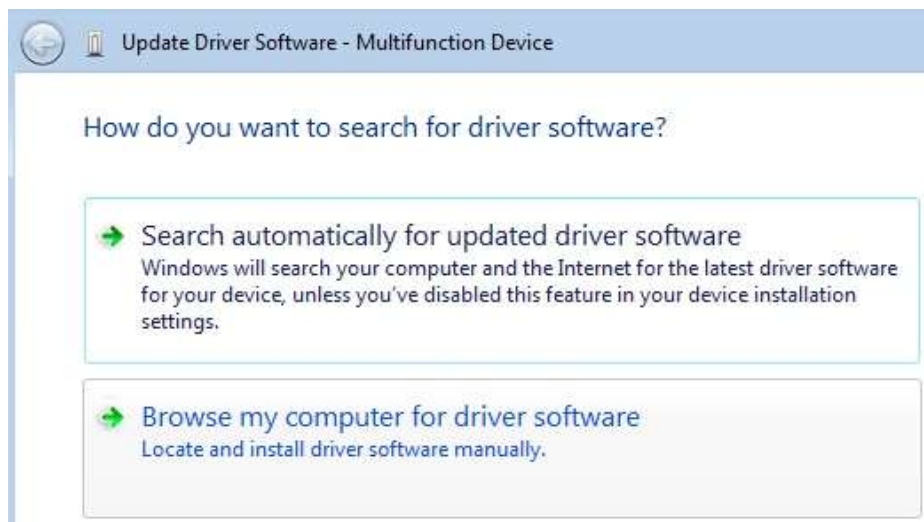 Update Driver Software - Multifunction Device
How do you want to search for driver software?
Search automatically for updated driver software
Windows will search your computer and the Internet for the latest driver software
for your device, unless you've disabled this feature in your device installation
settings.
Browse my computer for driver software
Locate and install driver software manually.